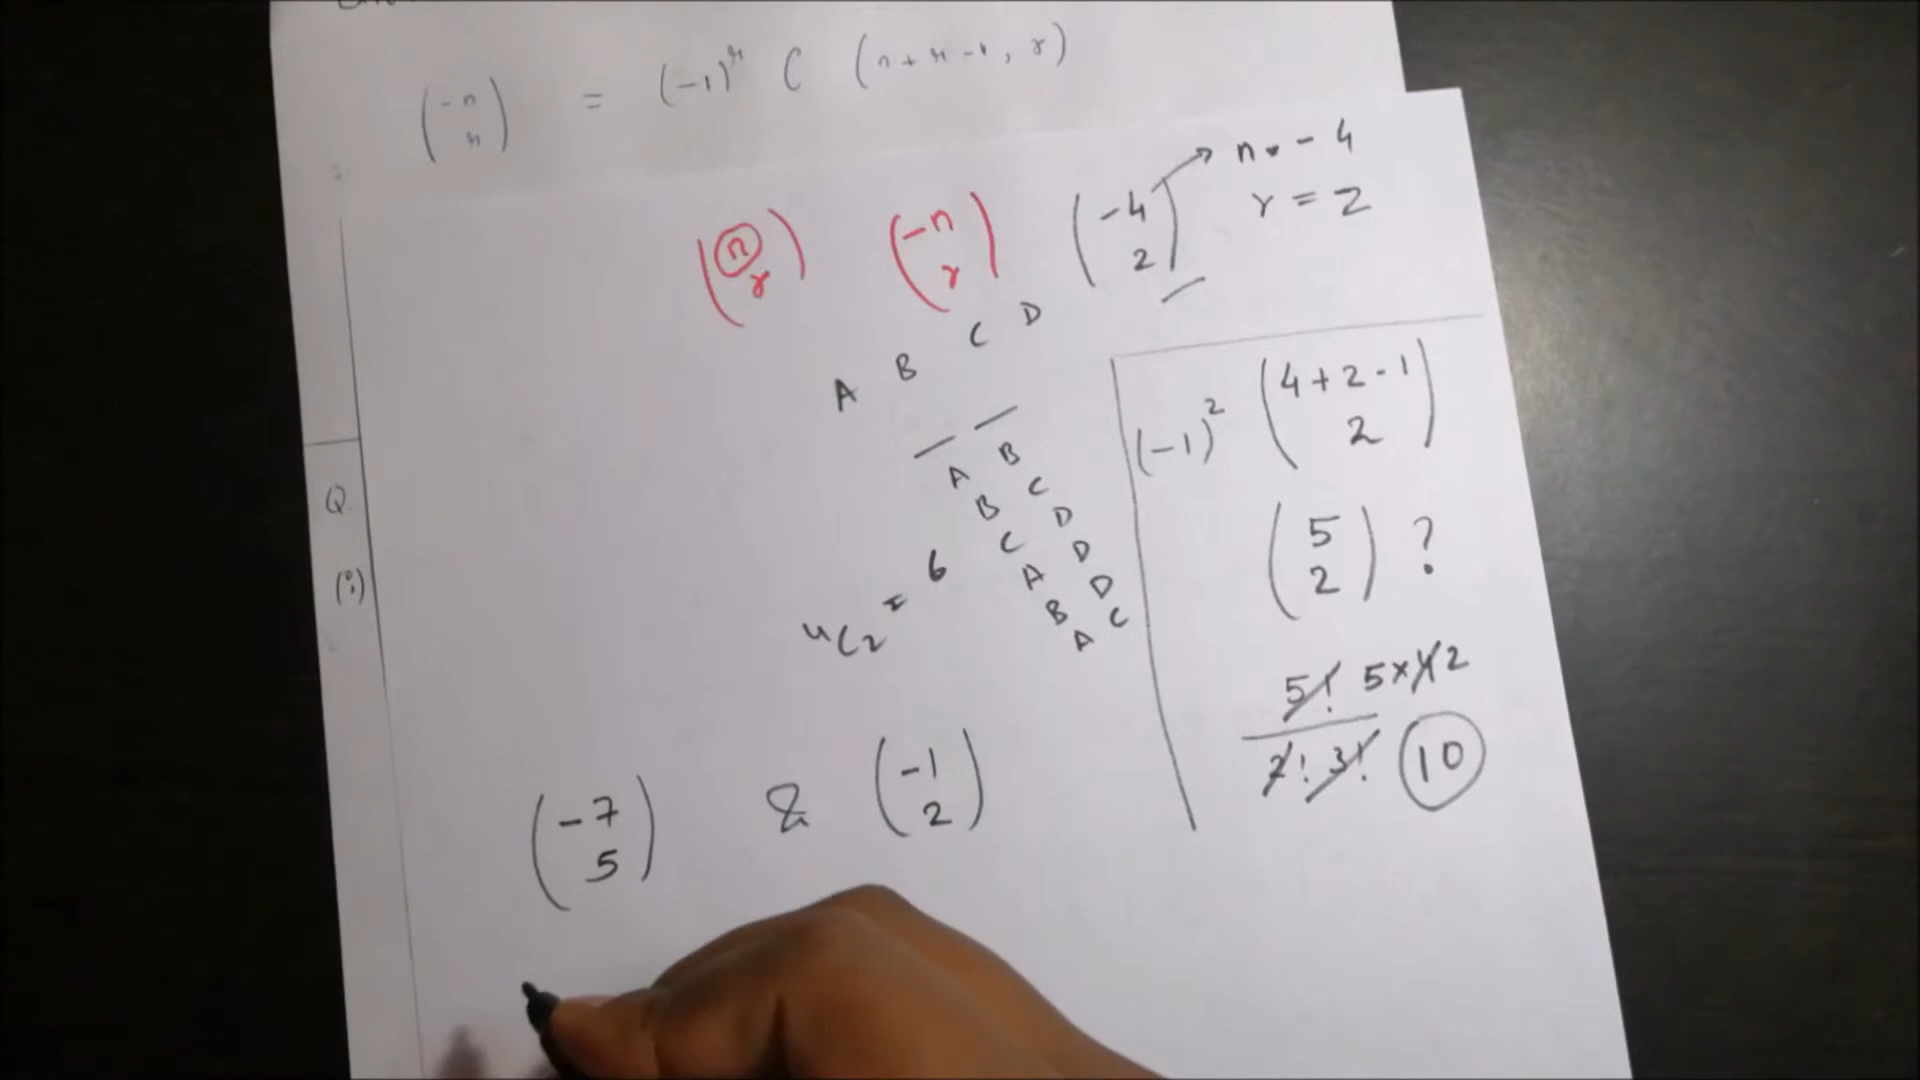 (-n r) = (-1)^r C (n+r-1, r)
(n r) (-n r) (-4 2) → n = -4
r = 2
A B C D
(-1)^2 (4+2-1 2)
A B
B C
C D
A D
B D
A C
4C2 = 6
(5 2) ?
5! 5×4 2
2! 3! 10
Q
(i)
(-7 5) & (-1 2)